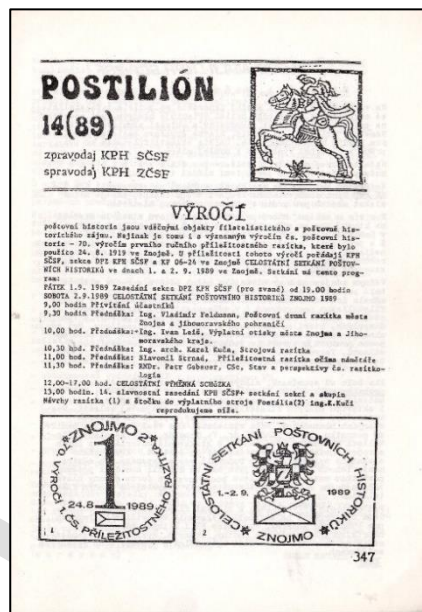 POSTILIÓN
14(89)
zpravodaj KPH SČSF
spravodaj KPH ZČSF
VÝROČÍ
poštovní historie jsou vděčnými objekty filatelistického a poštovně his-
torického zájmu. Nejinak je tomu i s významným výročím čs. poštovní his-
torie - 70. výročím prvního ručního příležitostného razítka, které bylo
použito 24. 8. 1919 ve Znojmě. U příležitosti tohoto výročí pořádají KPH
SČSF, sekce DPZ KPH SČSF a KF 06-24 ve Znojmě CELOSTÁTNÍ SETKÁNÍ POŠTOV-
NÍCH HISTORIKŮ ve dnech 1. a 2. 9. 1989 ve Znojmě. Setkání má tento prog-
ram:
PÁTEK 1.9. 1989 Zasedání sekce DPZ KPH SČSF (pro zvané) od 19.00 hodin
SOBOTA 2.9.1989 CELOSTÁTNÍ SETKÁNÍ POŠTOVNÍHO HISTORIKŮ ZNOJMO 1989
9,00 hodin Přivítání účastníků
9,30 hodin Přednáška: Ing. Vladimír Feldmann, Poštovní denní razítka města
Znojma a jihomoravského pohraničí
10,00 hod. Přednáška: Ing. Ivan Leiš, Výplatní otisky města Znojma a Jiho-
moravského kraje.
10,30 hod. Přednáška: Ing. arch. Karel Kuča, Strojová razítka
11,00 hod. Přednáška: Slavomil Strnad, Příležitostná razítka očima námětáře
11,30 hod. Přednáška: RNDr. Petr Gebauer, CSc, Stav a perspektivy čs. razítko-
logie
12,00-17,00 hod. CELOSTÁTNÍ VÝMĚNNÁ SCHŮZKA
13,00 hodin. 14. slavnostní zasedání KPH SČSF+ setkání sekcí a skupin
Návrhy razítka (1) a štočku do výplatního stroje Postalia(2) ing.K.Kuči
reprodukujeme níže.
ZNOJMO 2
70. VÝROČÍ 1. ČS. PŘÍLEŽITOSTNÉHO RAZÍTKA
1
24.8 1989
1
CELOSTÁTNÍ SETKÁNÍ POŠTOVNÍCH HISTORIKŮ
1.-2. 9. 1989
ZNOJMO
2
347